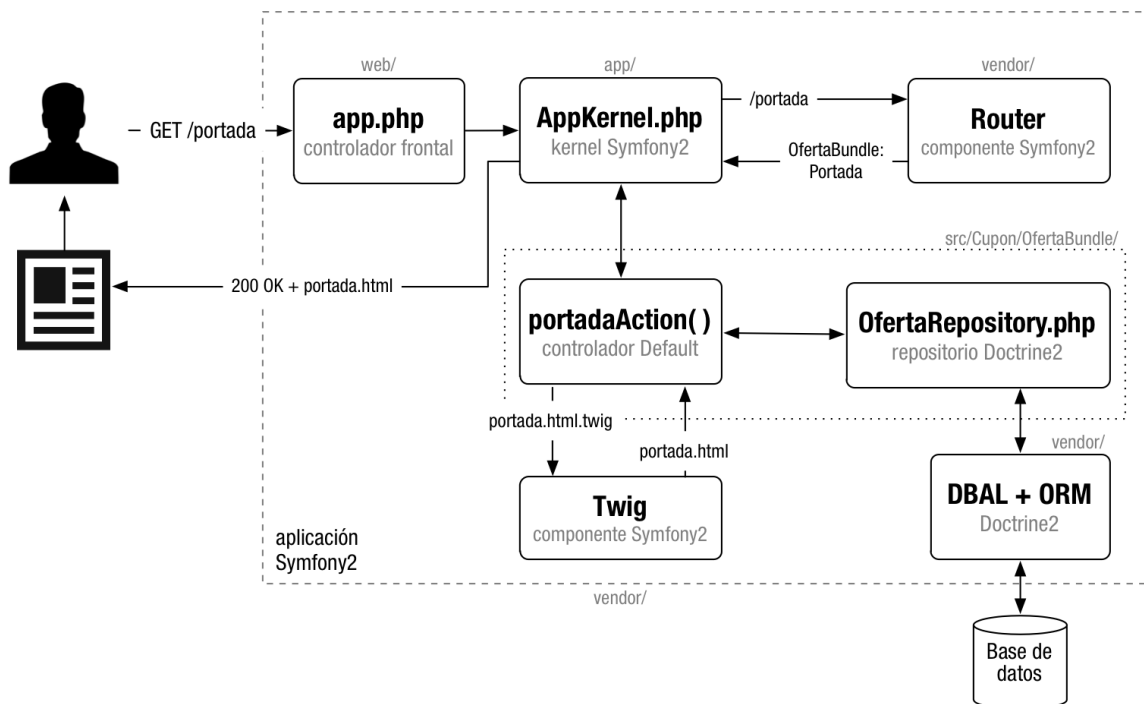 web/
app/
vendor/
GET /portada
app.php
controlador frontal
AppKernel.php
kernel Symfony2
/portada
OfertaBundle:
Portada
Router
componente Symfony2
src/Cupon/OfertaBundle/
200 OK + portada.html
portadaAction( )
controlador Default
OfertaRepository.php
repositorio Doctrine2
portada.html.twig
portada.html
vendor/
Twig
componente Symfony2
DBAL + ORM
Doctrine2
aplicación
Symfony2
vendor/
Base de
datos